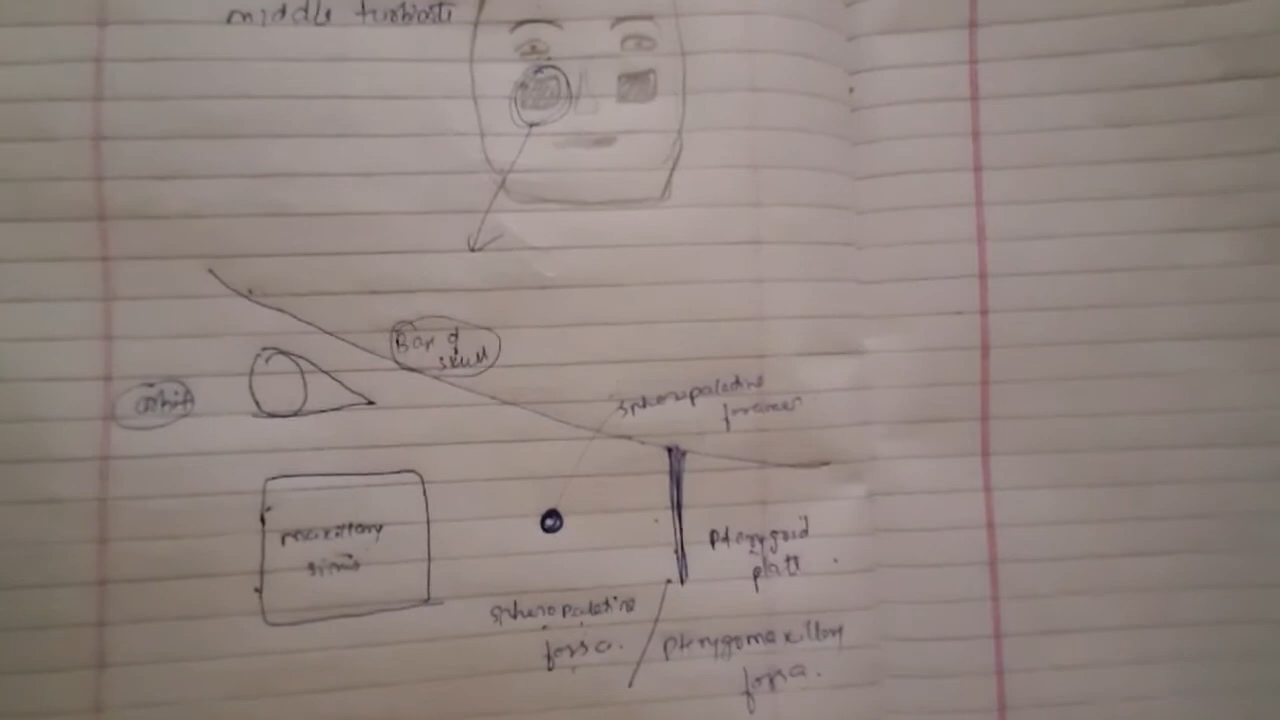 middle turbinate
Base of
skull
orbit
sphenopalatine
foramen
maxillary
sinus
pterygoid
plate
sphenopalatine
fossa.
pterygomaxillary
fossa.